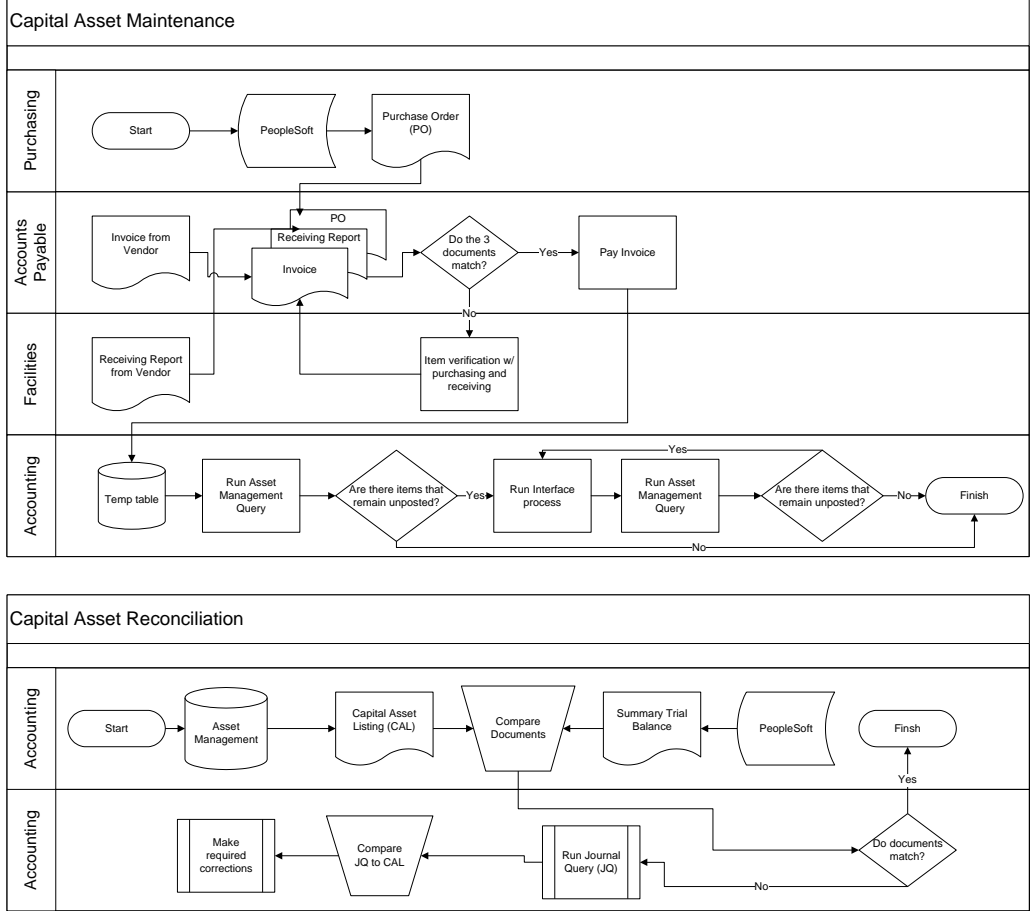 Capital Asset Maintenance
Purchasing
Start
PeopleSoft
Purchase Order
(PO)
Accounts
Payable
Invoice from
Vendor
PO
Receiving Report
Invoice
Do the 3
documents
match?
Yes
Pay Invoice
No
Facilities
Receiving Report
from Vendor
Item verification w/
purchasing and
receiving
Accounting
Temp table
Run Asset
Management
Query
Are there items that
remain unposted?
Yes
Run Interface
process
Run Asset
Management
Query
Yes
Are there items that
remain unposted?
No
Finish
No
Capital Asset Reconciliation
Accounting
Start
Asset
Management
Capital Asset
Listing (CAL)
Compare
Documents
Summary Trial
Balance
PeopleSoft
Finsh
Yes
Accounting
Make
required
corrections
Compare
JQ to CAL
Run Journal
Query (JQ)
No
Do documents
match?